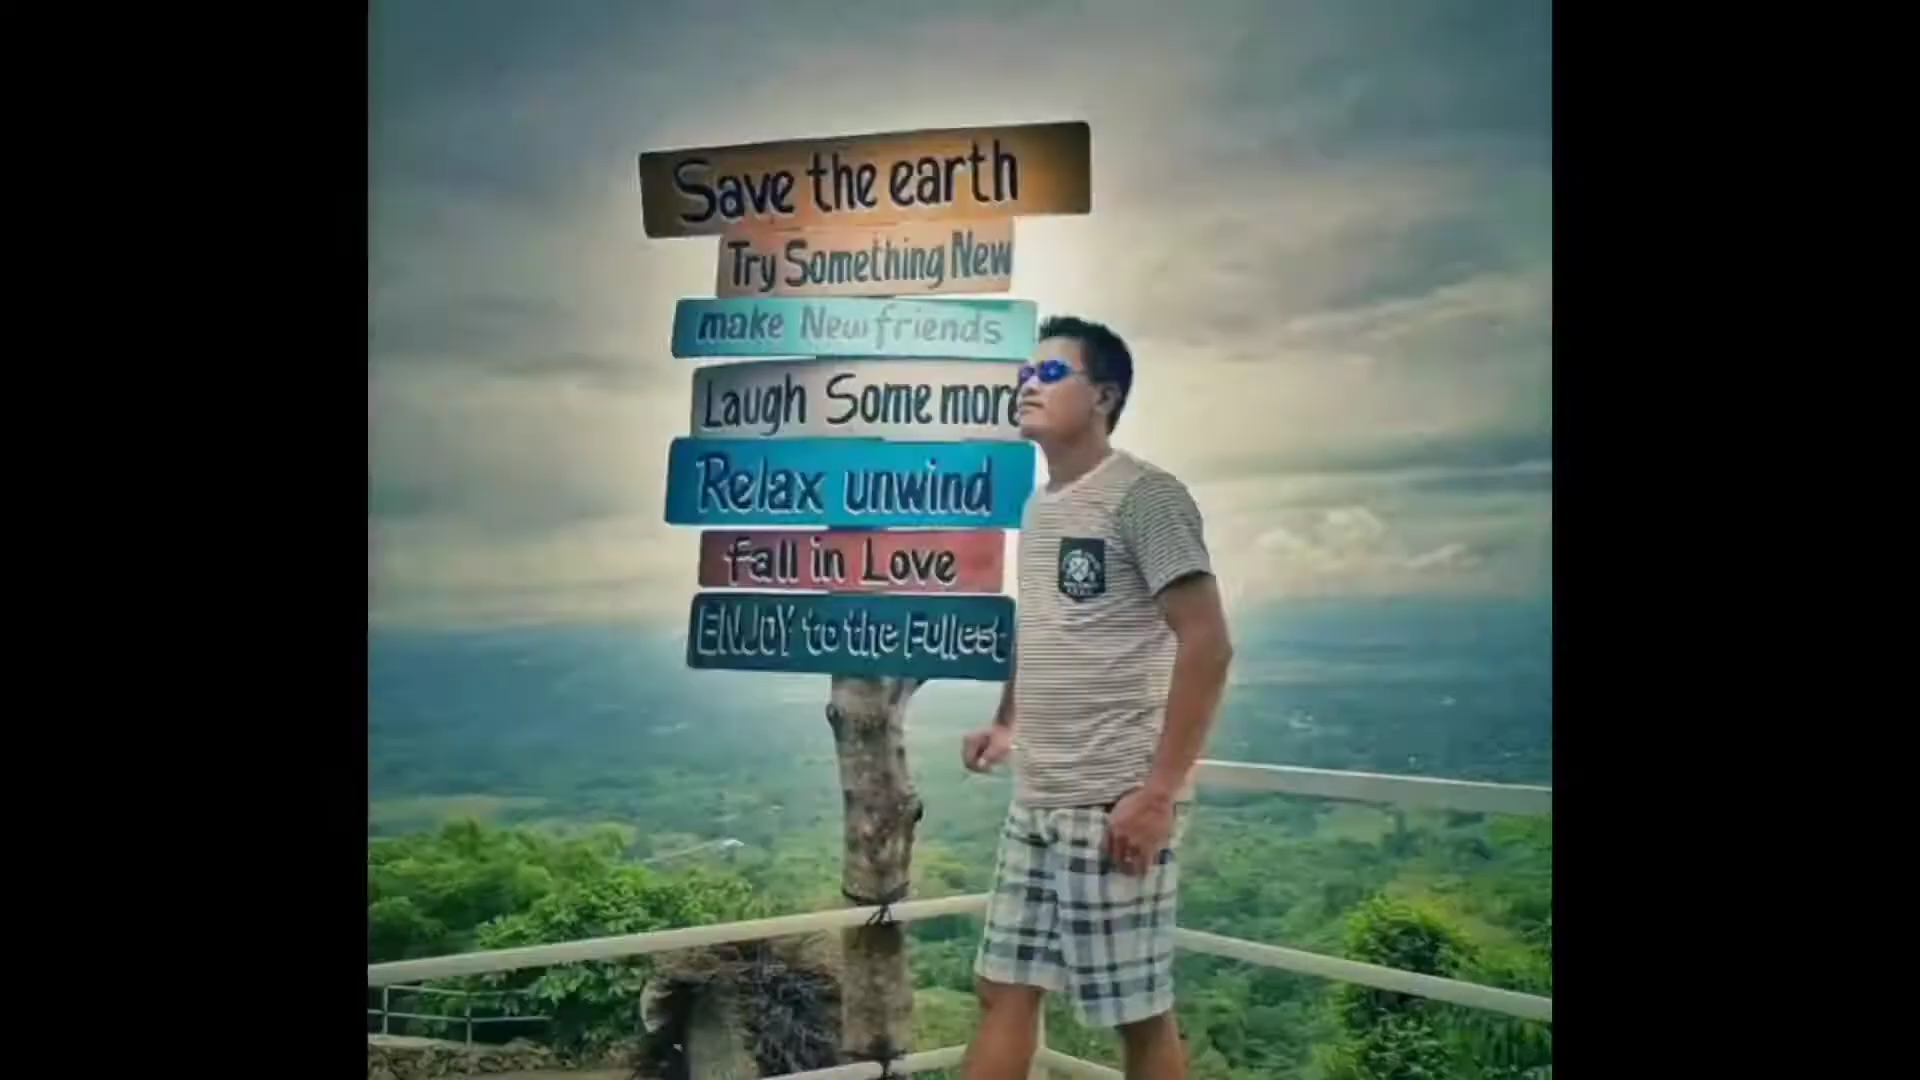 Save the earth
Try Something New
make New friends
Laugh Some more
Relax unwind
fall in Love
ENJOY to the Fullest